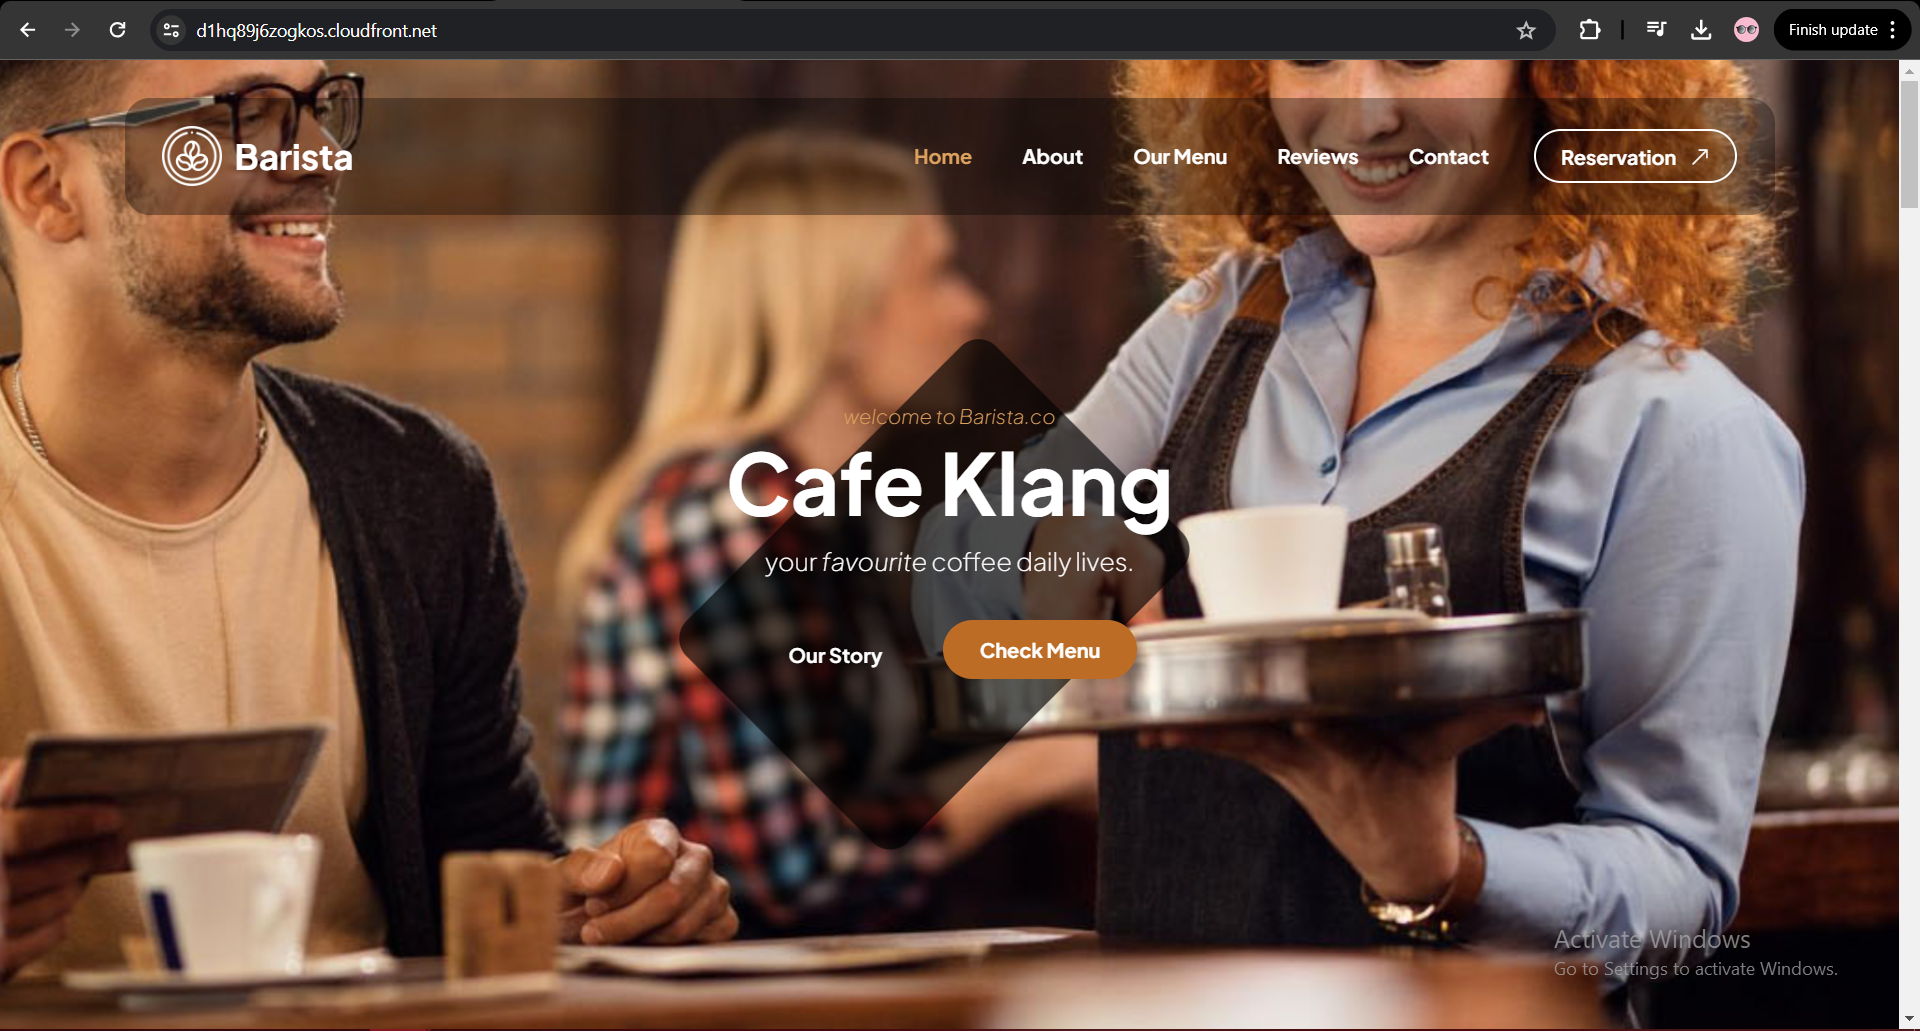 d1hq89j6zogkos.cloudfront.net
Finish update
Barista
Home
About
Our Menu
Reviews
Contact
Reservation
welcome to Barista.co
Cafe Klang
your favourite coffee daily lives.
Our Story
Check Menu
Activate Windows
Go to Settings to activate Windows.